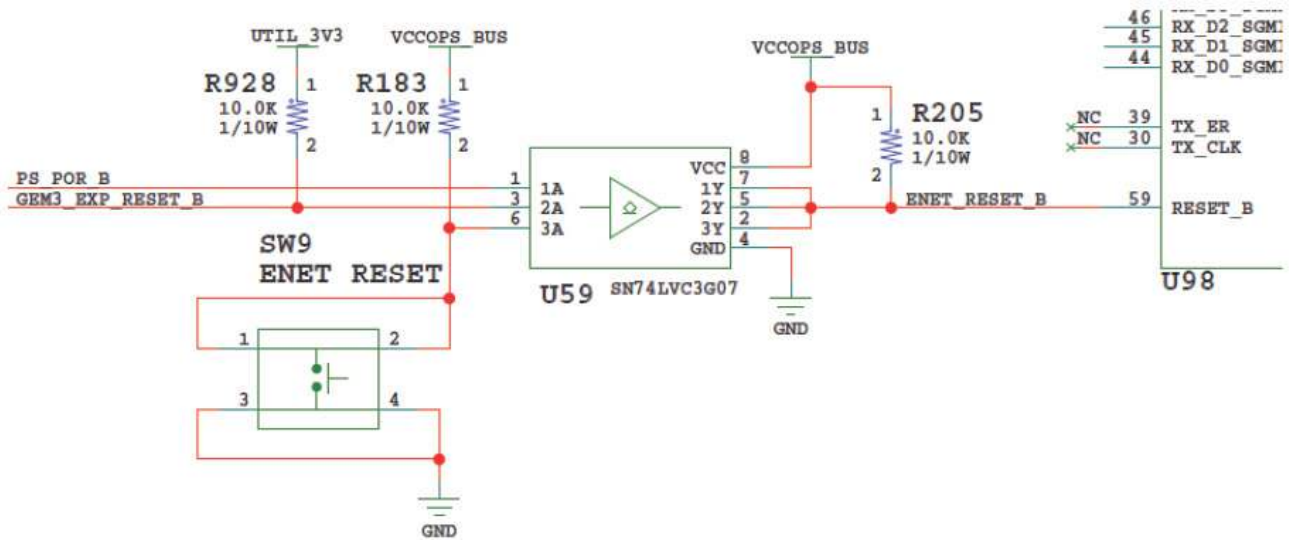 UTIL_3V3
VCCOPS_BUS
R928
1
10.0K
1/10W
2
R183
1
10.0K
1/10W
2
VCCOPS_BUS
R205
1
10.0K
1/10W
2
PS_POR_B
GEM3_EXP_RESET_B
1 1A
3 2A
6 3A
VCC 8
1Y 7
2Y 5
3Y 2
GND 4
U59 SN74LVC3G07
GND
ENET_RESET_B
46 RX_D2_SGMI
45 RX_D1_SGMI
44 RX_D0_SGMI
NC 39 TX_ER
NC 30 TX_CLK
59 RESET_B
U98
SW9
ENET RESET
1 2
3 4
GND